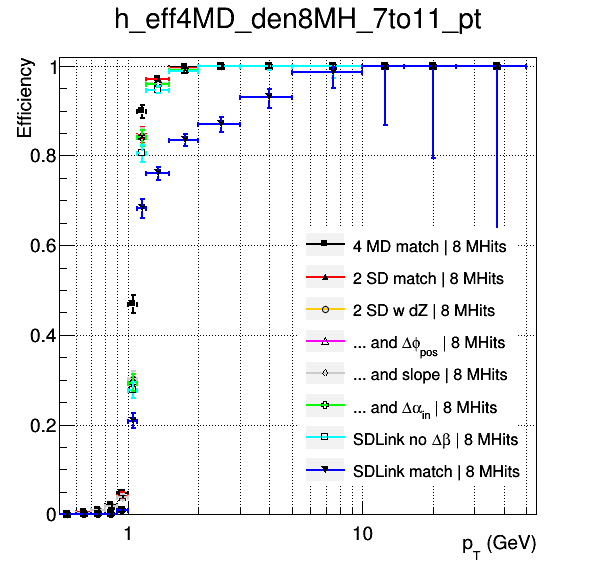 h_eff4MD_den8MH_7to11_pt
Efficiency
1
0.8
0.6
0.4
0.2
0
4 MD match | 8 MHits
2 SD match | 8 MHits
2 SD w dZ | 8 MHits
... and Δϕpos | 8 MHits
... and slope | 8 MHits
... and Δαin | 8 MHits
SDLink no Δβ | 8 MHits
SDLink match | 8 MHits
1
10
pT (GeV)